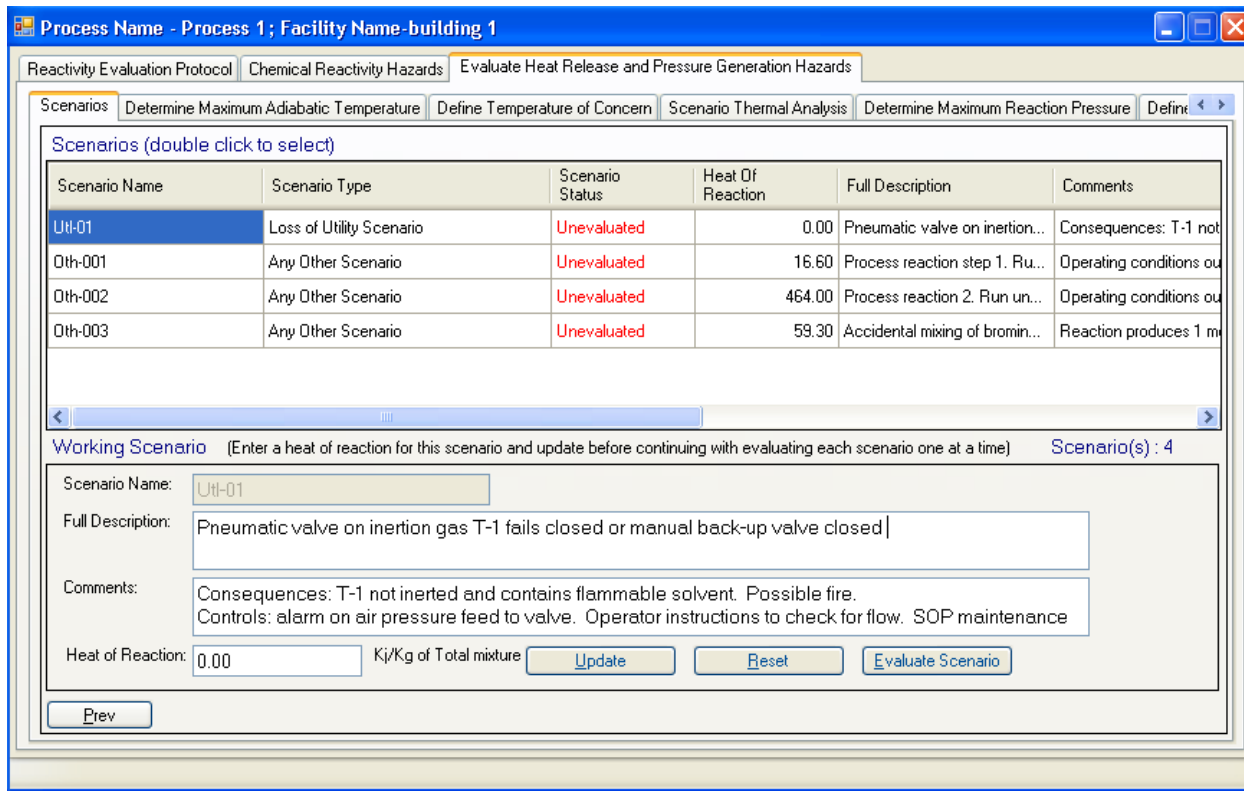 Process Name - Process 1; Facility Name-building 1
Reactivity Evaluation Protocol Chemical Reactivity Hazards Evaluate Heat Release and Pressure Generation Hazards
Scenarios Determine Maximum Adiabatic Temperature Define Temperature of Concern Scenario Thermal Analysis Determine Maximum Reaction Pressure Define
Scenarios (double click to select)
Scenario Name Scenario Type Scenario Status Heat Of Reaction Full Description Comments
Utl-01 Loss of Utility Scenario Unevaluated 0.00 Pneumatic valve on inertion... Consequences: T-1 not
Oth-001 Any Other Scenario Unevaluated 16.60 Process reaction step 1. Ru... Operating conditions ou
Oth-002 Any Other Scenario Unevaluated 464.00 Process reaction 2. Run un... Operating conditions ou
Oth-003 Any Other Scenario Unevaluated 59.30 Accidental mixing of bromin... Reaction produces 1 m
Working Scenario (Enter a heat of reaction for this scenario and update before continuing with evaluating each scenario one at a time) Scenario(s) : 4
Scenario Name: Utl-01
Full Description: Pneumatic valve on inertion gas T-1 fails closed or manual back-up valve closed
Comments: Consequences: T-1 not inerted and contains flammable solvent. Possible fire.
Controls: alarm on air pressure feed to valve. Operator instructions to check for flow. SOP maintenance
Heat of Reaction: 0.00 Kj/Kg of Total mixture Update Reset Evaluate Scenario
Prev